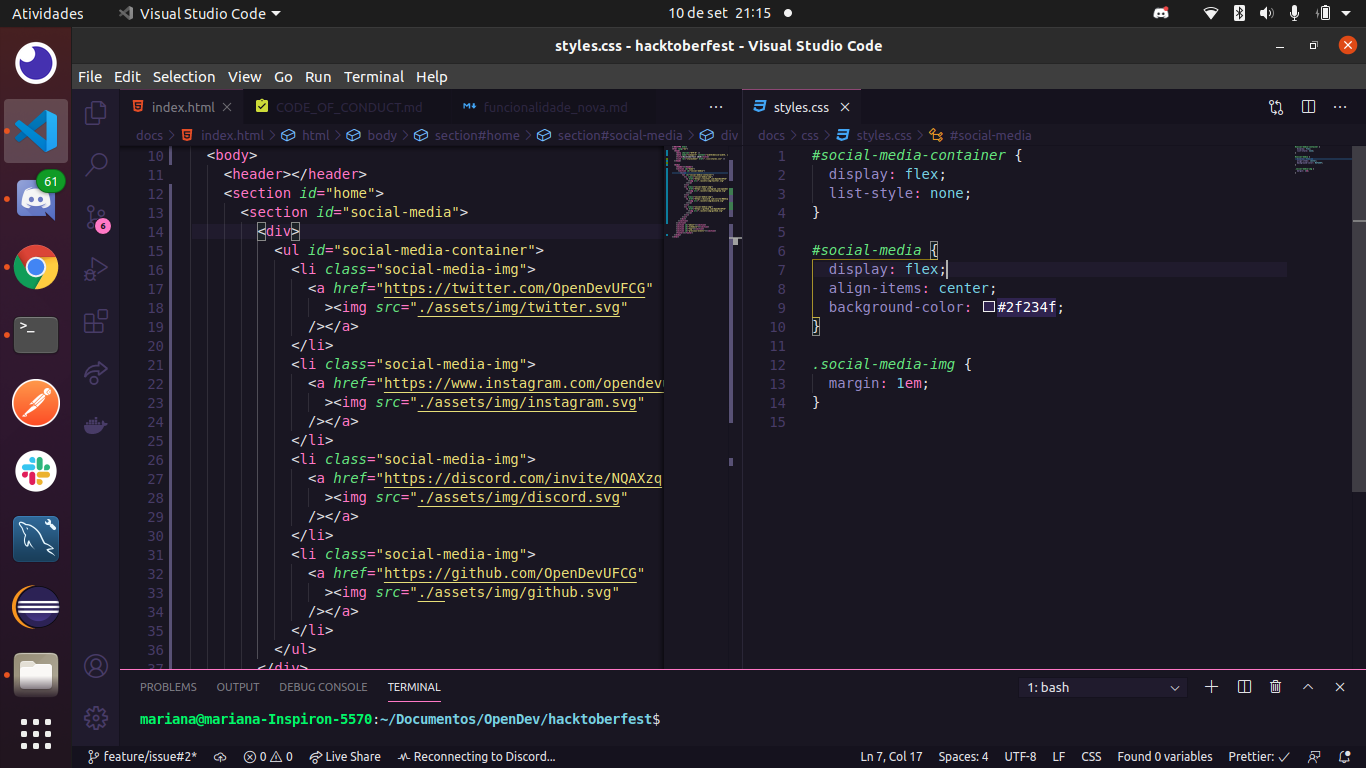 Atividades
Visual Studio Code
10 de set 21:15
styles.css - hacktoberfest - Visual Studio Code
File Edit Selection View Go Run Terminal Help
61
6
index.html
CODE_OF_CONDUCT.md
funcionalidade_nova.md
docs > index.html > html > body > section#home > section#social-media > div
10 <body>
11 <header></header>
12 <section id="home">
13 <section id="social-media">
14 <div>
15 <ul id="social-media-container">
16 <li class="social-media-img">
17 <a href="https://twitter.com/OpenDevUFCG"
18 ><img src="./assets/img/twitter.svg"
19 /></a>
20 </li>
21 <li class="social-media-img">
22 <a href="https://www.instagram.com/opendev
23 ><img src="./assets/img/instagram.svg"
24 /></a>
25 </li>
26 <li class="social-media-img">
27 <a href="https://discord.com/invite/NQAXzq
28 ><img src="./assets/img/discord.svg"
29 /></a>
30 </li>
31 <li class="social-media-img">
32 <a href="https://github.com/OpenDevUFCG"
33 ><img src="./assets/img/github.svg"
34 /></a>
35 </li>
36 </ul>
37 </div>
styles.css
docs > css > styles.css > #social-media
1 #social-media-container {
2 display: flex;
3 list-style: none;
4 }
5
6 #social-media {
7 display: flex;
8 align-items: center;
9 background-color: #2f234f;
10 }
11
12 .social-media-img {
13 margin: 1em;
14 }
15
PROBLEMS OUTPUT DEBUG CONSOLE TERMINAL
1: bash
mariana@mariana-Inspiron-5570:~/Documentos/OpenDev/hacktoberfest$
feature/issue#2* 0 0 Live Share Reconnecting to Discord... Ln 7, Col 17 Spaces: 4 UTF-8 LF CSS Found 0 variables Prettier: ✓